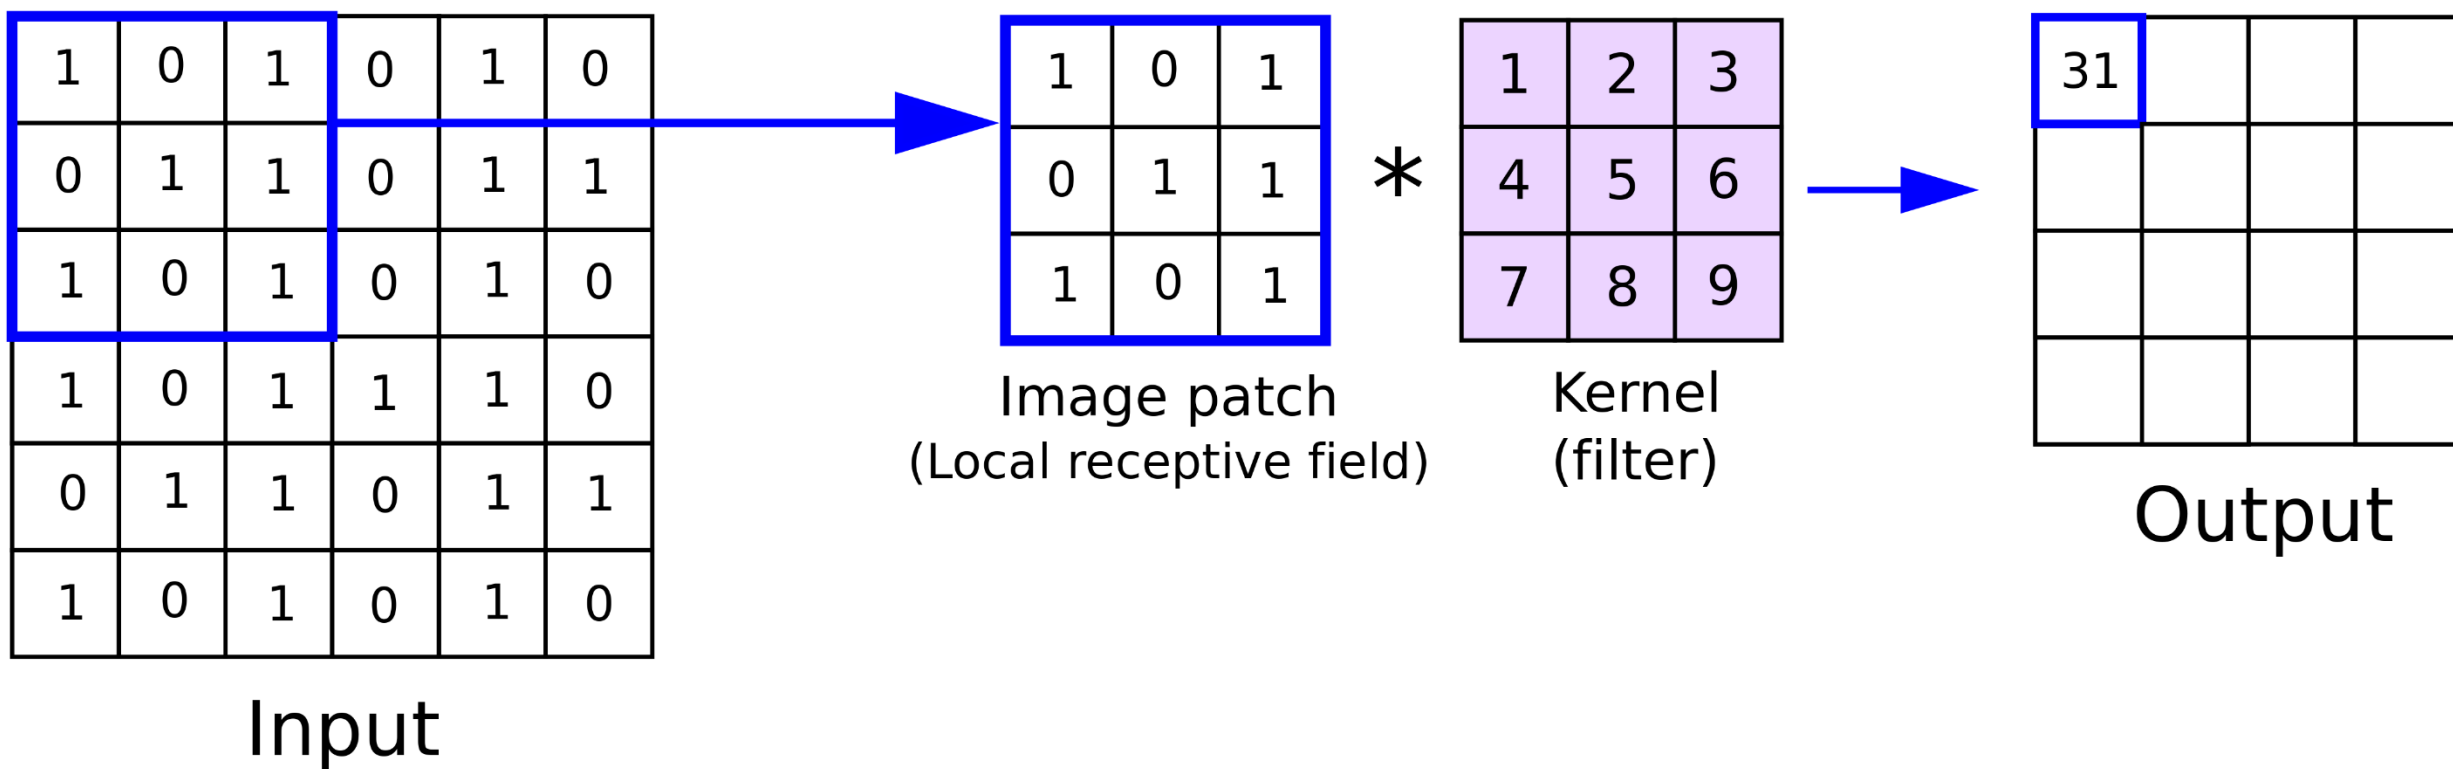 1 0 1 0 1 0
0 1 1 0 1 1
1 0 1 0 1 0
1 0 1 1 1 0
0 1 1 0 1 1
1 0 1 0 1 0
Input
1 0 1
0 1 1
1 0 1
Image patch
(Local receptive field)
*
1 2 3
4 5 6
7 8 9
Kernel
(filter)
31
Output